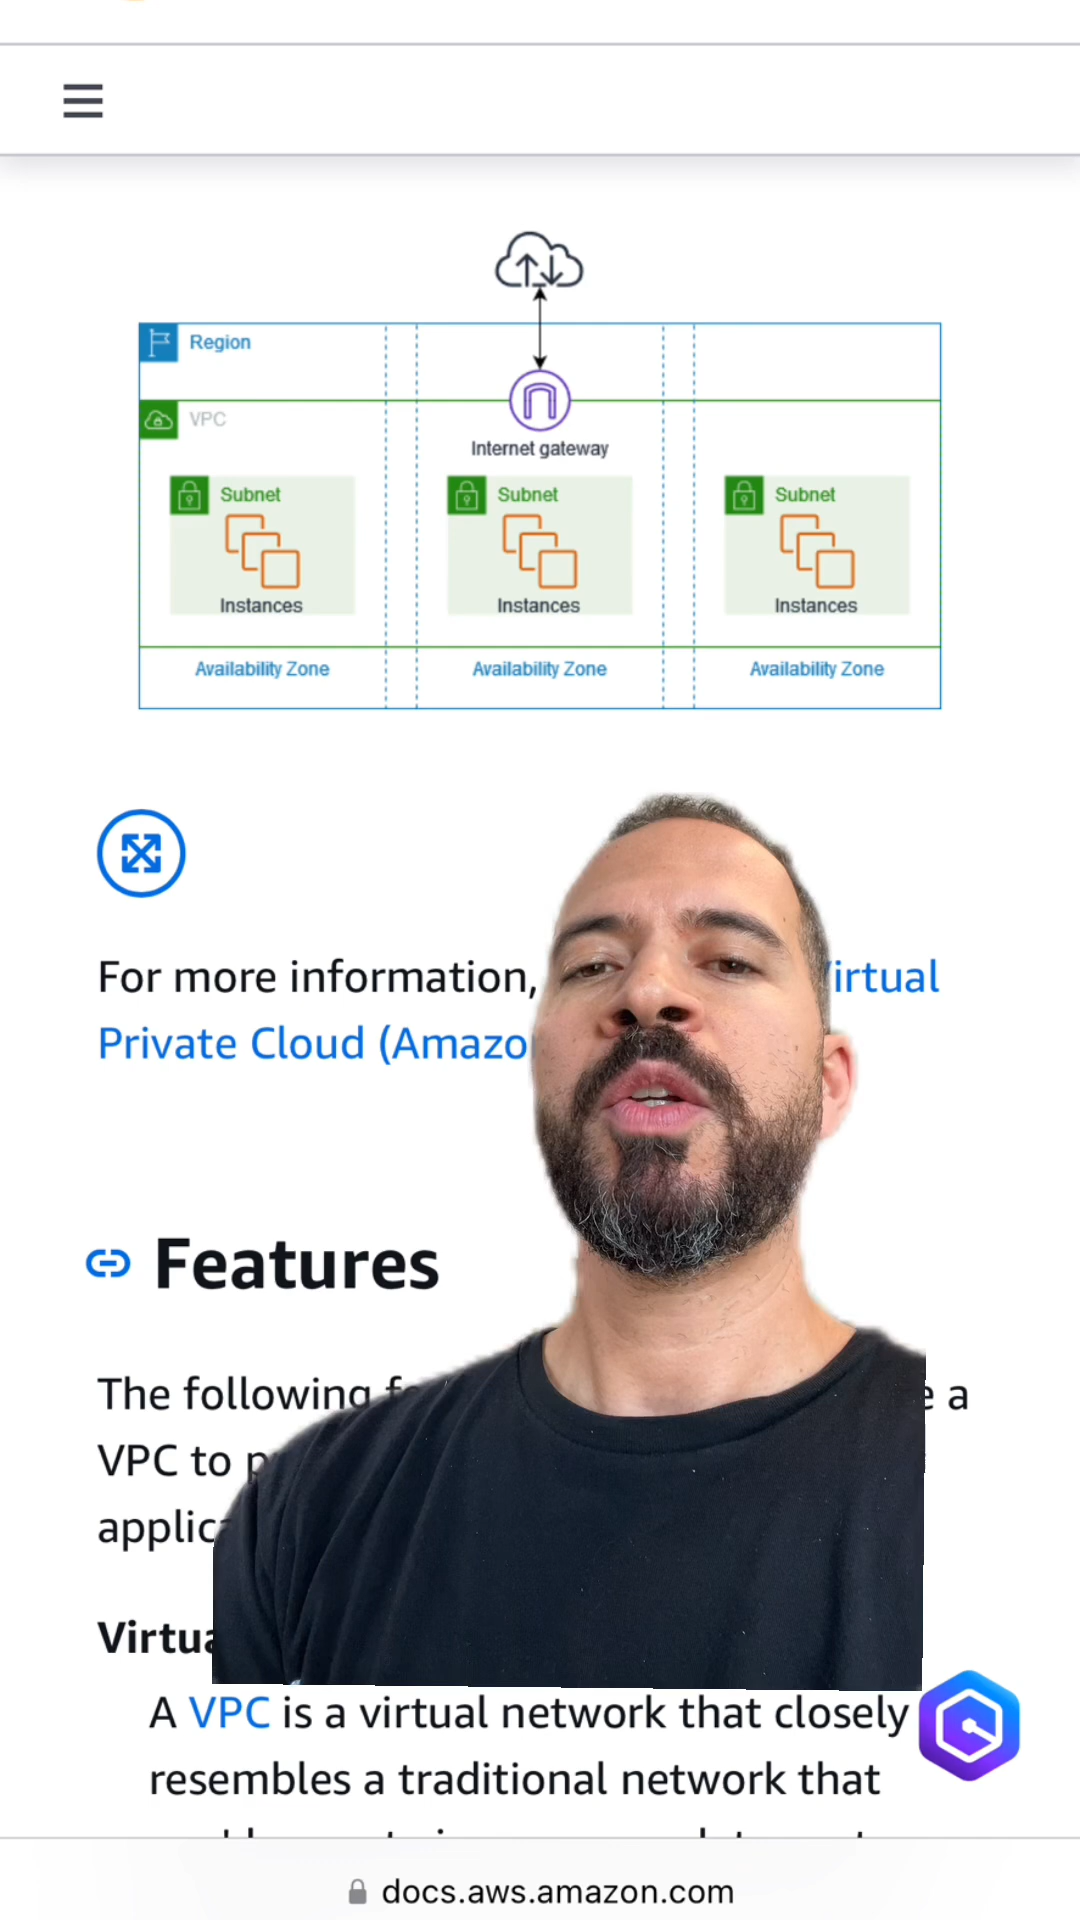 Region
VPC
Internet gateway
Subnet Subnet Subnet
Instances Instances Instances
Availability Zone Availability Zone Availability Zone
For more information, irtual
Private Cloud (Amazo
Features
The following e a
VPC to
applic
Virtua
A VPC is a virtual network that closely
resembles a traditional network that
docs.aws.amazon.com